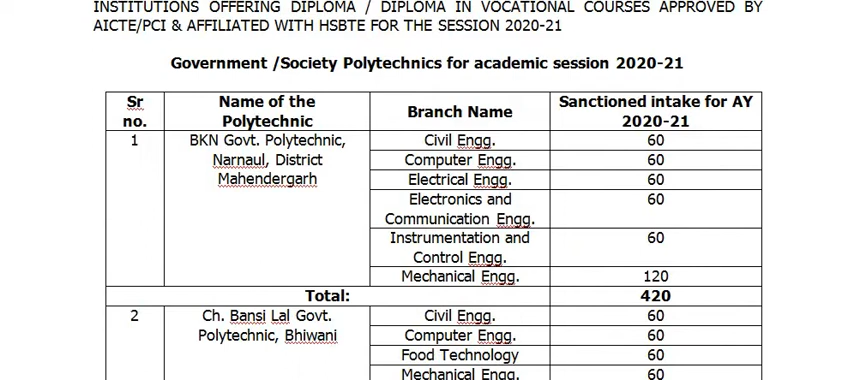 INSTITUTIONS OFFERING DIPLOMA / DIPLOMA IN VOCATIONAL COURSES APPROVED BY
AICTE/PCI & AFFILIATED WITH HSBTE FOR THE SESSION 2020-21
Government /Society Polytechnics for academic session 2020-21
Sr no. Name of the Polytechnic Branch Name Sanctioned intake for AY 2020-21
1 BKN Govt. Polytechnic, Civil Engg. 60
Narnaul, District Computer Engg. 60
Mahendergarh Electrical Engg. 60
Electronics and 60
Communication Engg.
Instrumentation and 60
Control Engg.
Mechanical Engg. 120
Total: 420
2 Ch. Bansi Lal Govt. Civil Engg. 60
Polytechnic, Bhiwani Computer Engg. 60
Food Technology 60
Mechanical Engg. 60